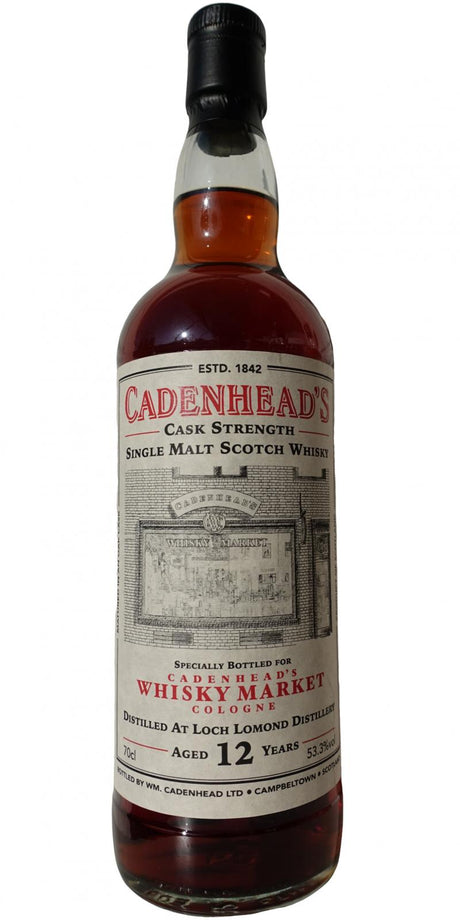 ESTD. 1842
CADENHEAD'S
CASK STRENGTH
SINGLE MALT SCOTCH WHISKY
CADENHEAD'S
WHISKY MARKET
SPECIALLY BOTTLED FOR
CADENHEAD'S
WHISKY MARKET
COLOGNE
DISTILLED AT LOCH LOMOND DISTILLERY
70cl AGED 12 YEARS 53.3%vol
BOTTLED BY WM. CADENHEAD LTD • CAMPBELTOWN • SCOTLAND